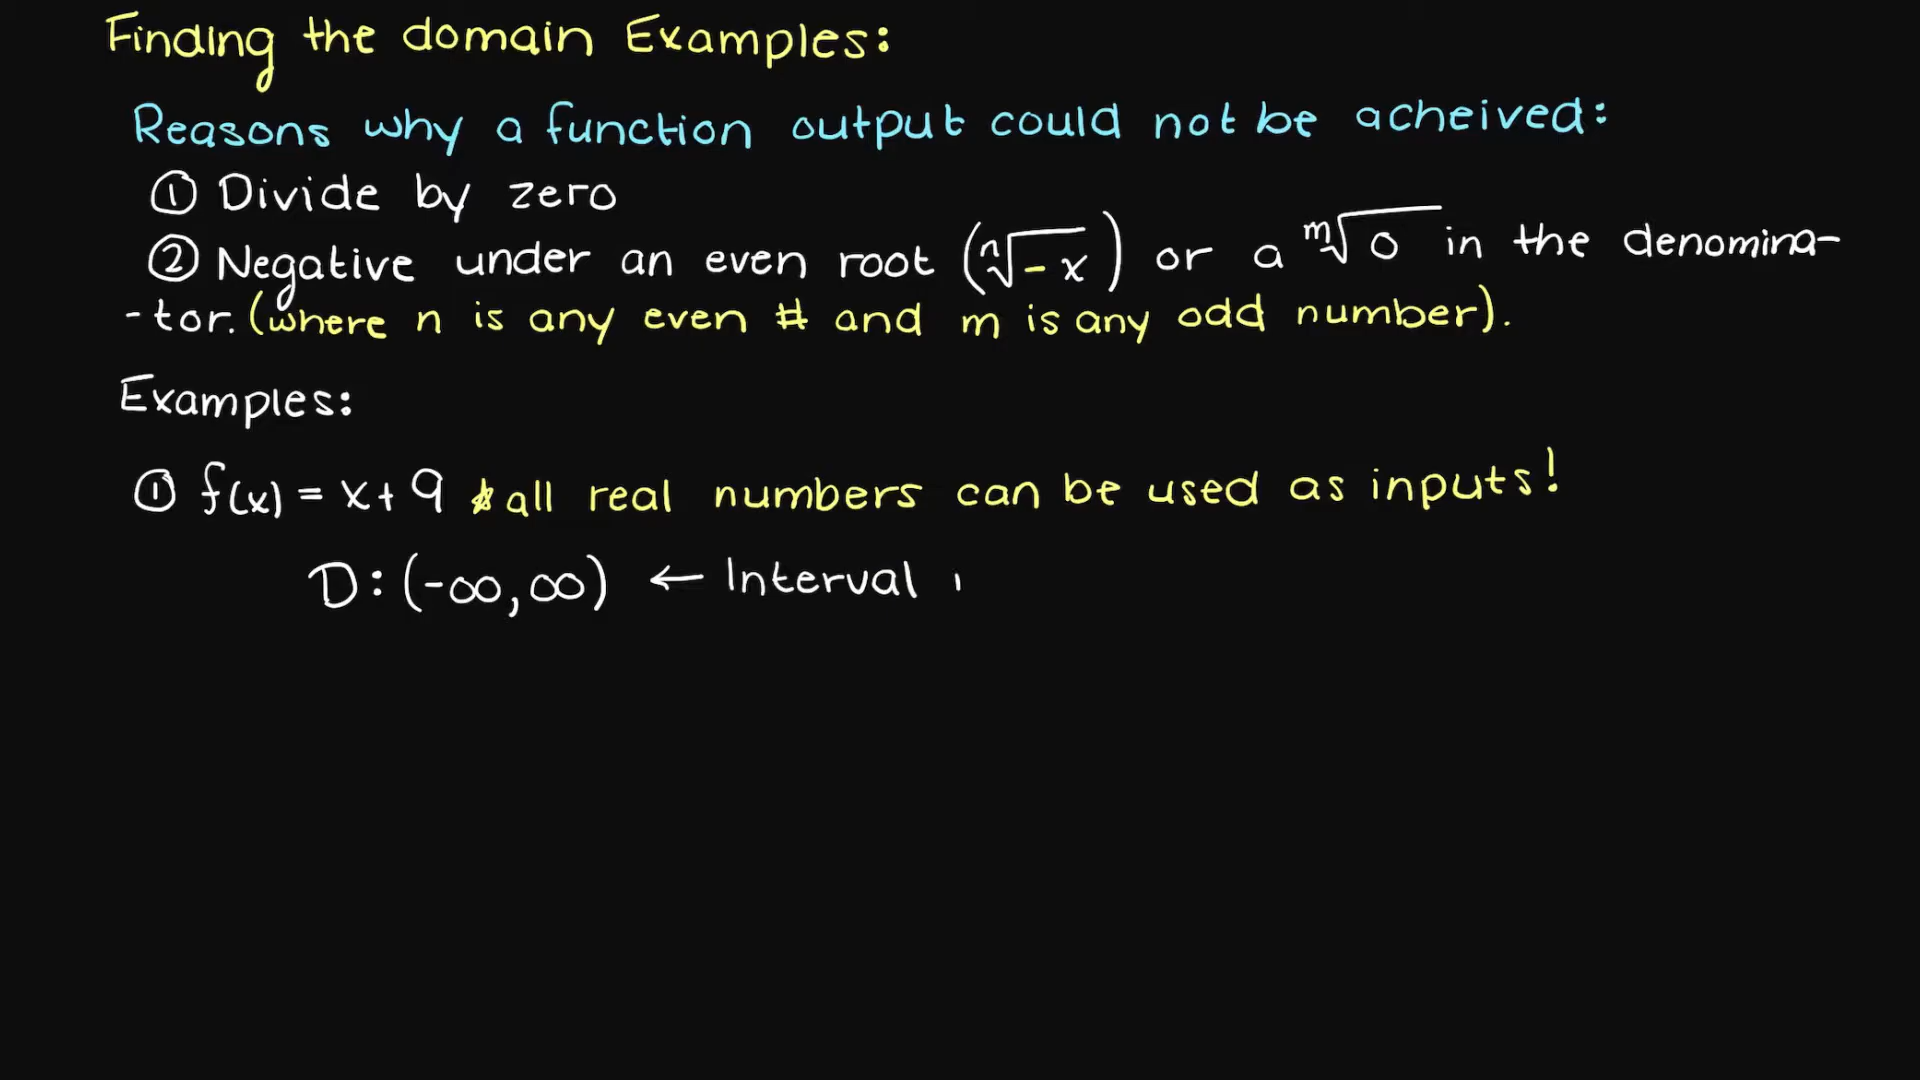 Finding the domain Examples:
Reasons why a function output could not be acheived:
① Divide by zero
② Negative under an even root (ⁿ√-x) or a ᵐ√0 in the denomina-
-tor. (where n is any even # and m is any odd number).
Examples:
① f(x) = x+9 * all real numbers can be used as inputs!
D: (-∞,∞) ← Interval